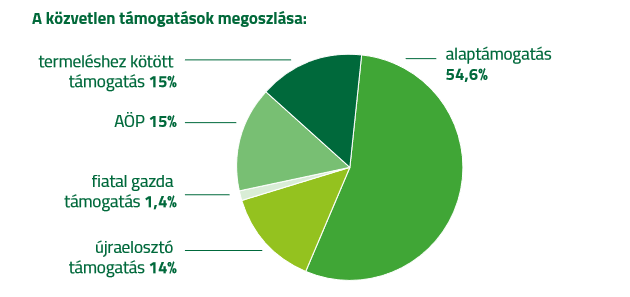 A közvetlen támogatások megoszlása:
termeléshez kötött
támogatás 15%
AÖP 15%
fiatal gazda
támogatás 1,4%
újraelosztó
támogatás 14%
alaptámogatás
54,6%